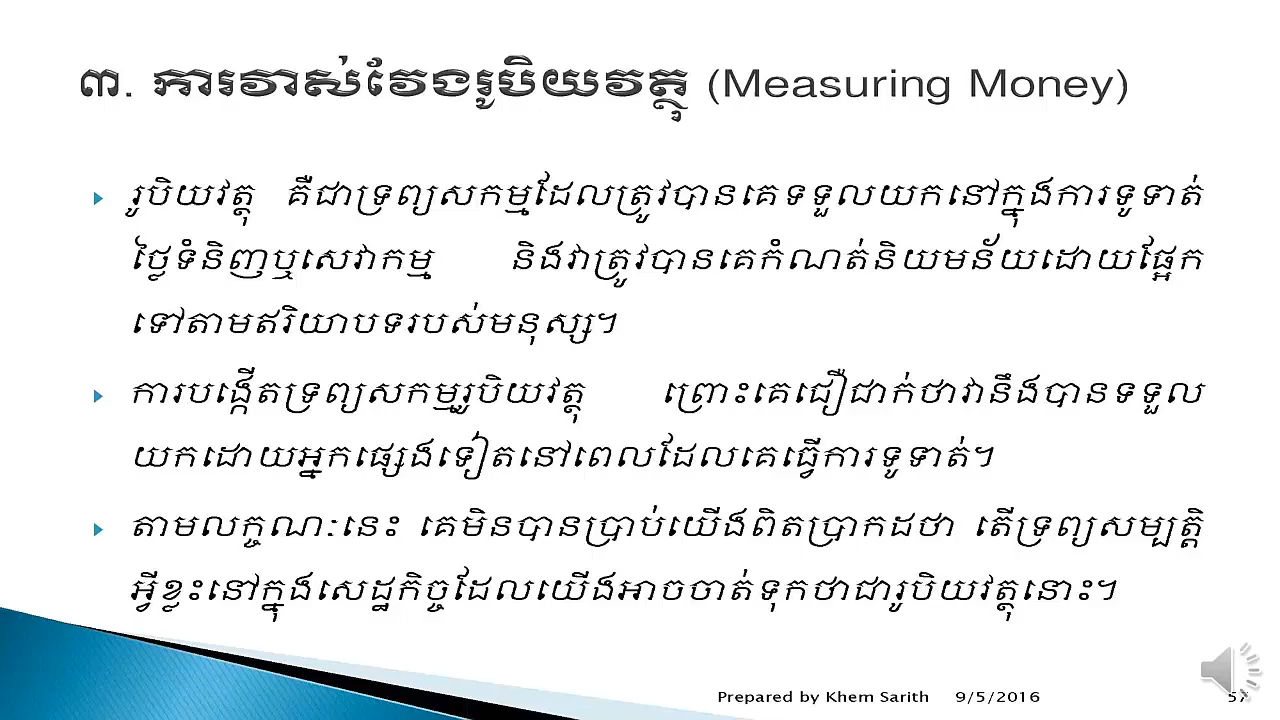 ៣. ការវាស់វែងរូបិយវត្ថុ (Measuring Money)
រូបិយវត្ថុ គឺជាទ្រព្យសកម្មដែលត្រូវបានគេទទួលយកនៅក្នុងការទូទាត់
ថ្លៃទំនិញឬសេវាកម្ម និងវាត្រូវបានគេកំណត់និយមន័យដោយផ្អែក
ទៅតាមឥរិយាបទរបស់មនុស្ស។
ការបង្កើតទ្រព្យសកម្មរូបិយវត្ថុ ព្រោះគេជឿជាក់ថាវានឹងបានទទួល
យកដោយអ្នកផ្សេងទៀតនៅពេលដែលគេធ្វើការទូទាត់។
តាមលក្ខណៈនេះ គេមិនបានប្រាប់យើងពិតប្រាកដថា តើទ្រព្យសម្បត្តិ
អ្វីខ្លះនៅក្នុងសេដ្ឋកិច្ចដែលយើងអាចចាត់ទុកថាជារូបិយវត្ថុនោះ។
Prepared by Khem Sarith 9/5/2016 57